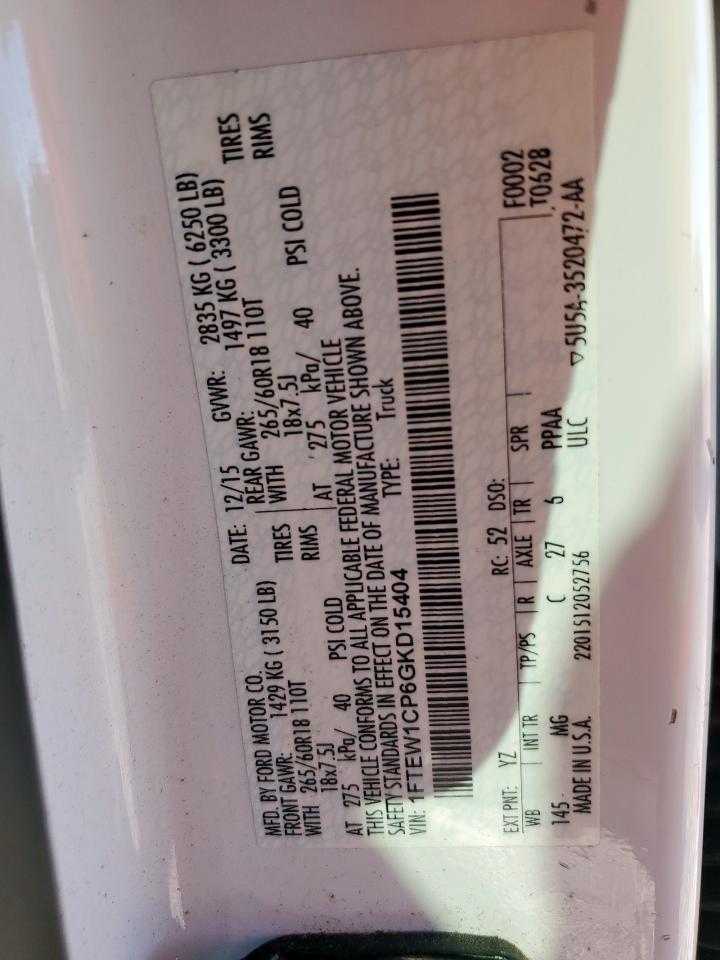 MFD. BY FORD MOTOR CO. DATE: 12/15 GVWR: 2835 KG ( 6250 LB)
FRONT GAWR: 1429 KG ( 3150 LB) REAR GAWR: 1497 KG ( 3300 LB)
WITH 265/60R18 110T TIRES WITH 265/60R18 110T TIRES
18x7.5J RIMS 18x7.5J RIMS
AT 275 kPa/ 40 PSI COLD AT 275 kPa/ 40 PSI COLD
THIS VEHICLE CONFORMS TO ALL APPLICABLE FEDERAL MOTOR VEHICLE
SAFETY STANDARDS IN EFFECT ON THE DATE OF MANUFACTURE SHOWN ABOVE.
VIN: 1FTEW1CP6GKD15404 TYPE: Truck
F0002
EXT PNT: YZ RC: 52 DSO: T0628
WB INT TR TP/PS R AXLE TR SPR
145 MG C 27 6 PPAA
MADE IN U.S.A. 2201512052756 ULC ▽5U5A-3520472-AA